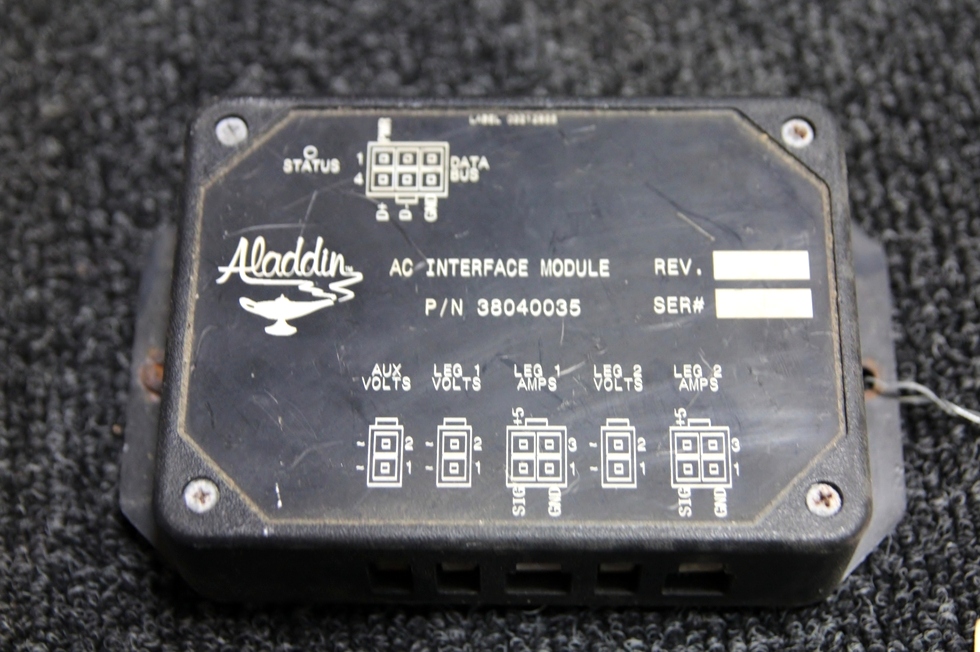 PWR
STATUS
1
4
DATA
BUS
D+
D-
GND
Aladdin
AC INTERFACE MODULE
P/N 38040035
REV.
SER#
AUX
VOLTS
LEG 1
VOLTS
LEG 1
AMPS
LEG 2
VOLTS
LEG 2
AMPS
~ 2
~ 1
~ 2
~ 1
+5
3
1
SIG
GND
~ 2
~ 1
+5
3
1
SIG
GND